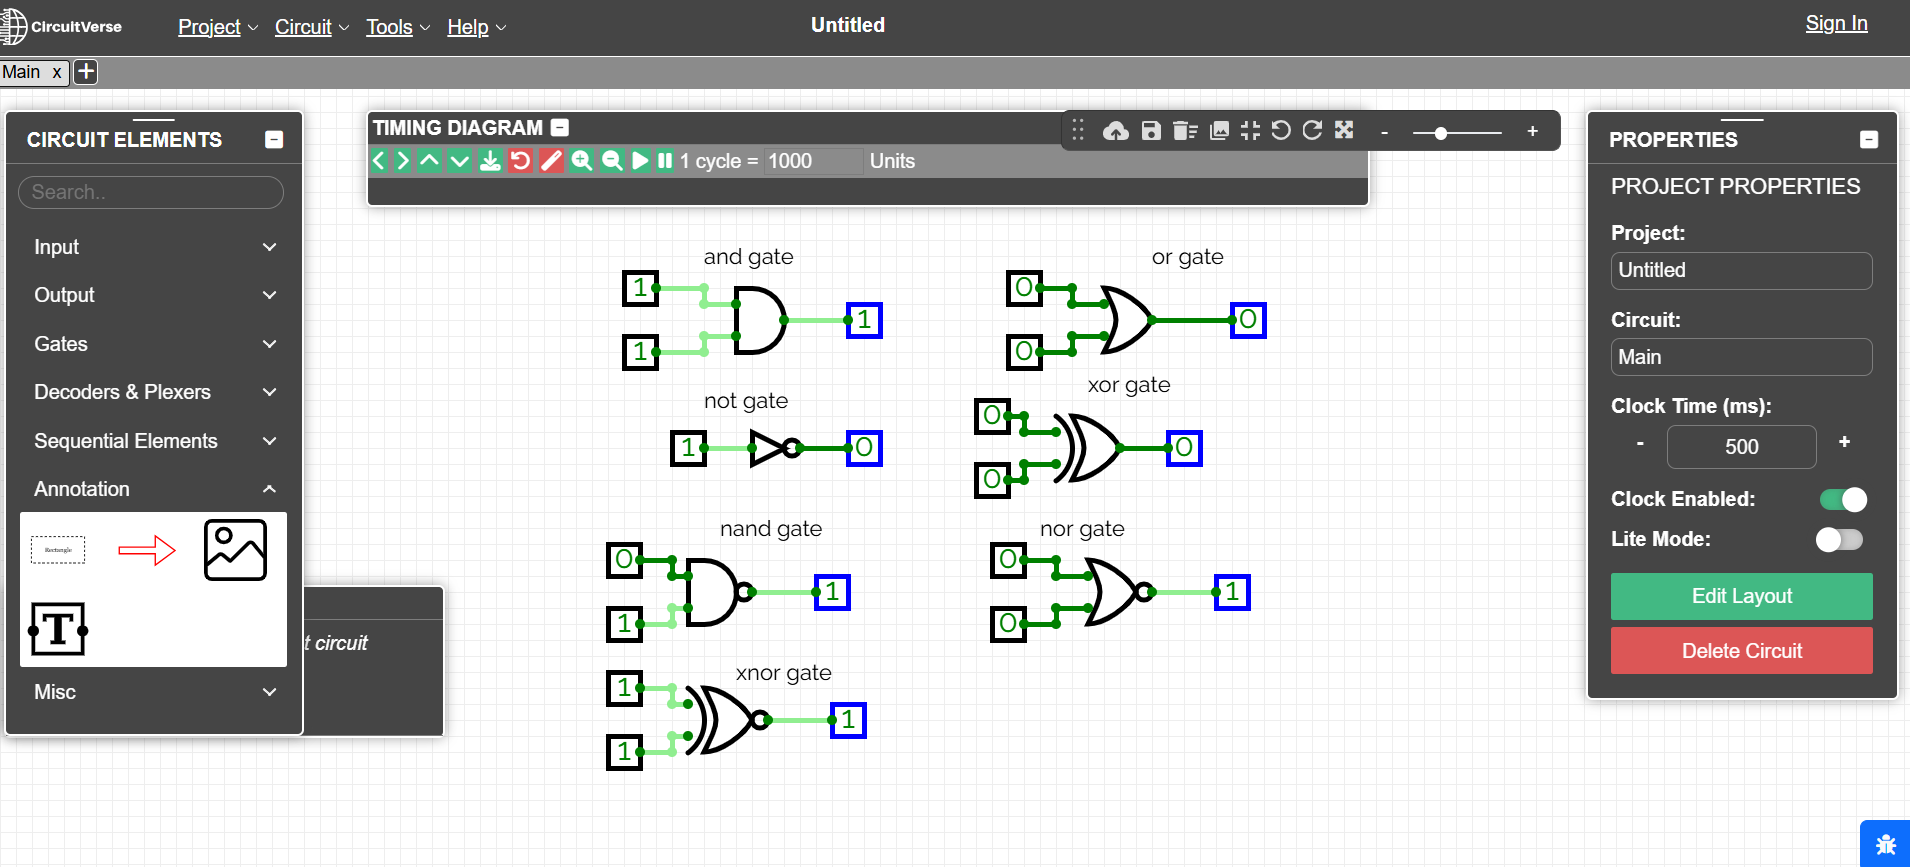 CircuitVerse
Project Circuit Tools Help
Untitled
Sign In
Main x +
CIRCUIT ELEMENTS
Search..
Input
Output
Gates
Decoders & Plexers
Sequential Elements
Annotation
Rectangle
T
Misc
t circuit
TIMING DIAGRAM
1 cycle = 1000 Units
- +
and gate
1
1
1
or gate
0
0
0
not gate
1 0
xor gate
0
0
0
nand gate
0
1
1
nor gate
0
1
0
xnor gate
1
1
1
PROPERTIES
PROJECT PROPERTIES
Project:
Untitled
Circuit:
Main
Clock Time (ms):
- 500 +
Clock Enabled:
Lite Mode:
Edit Layout
Delete Circuit